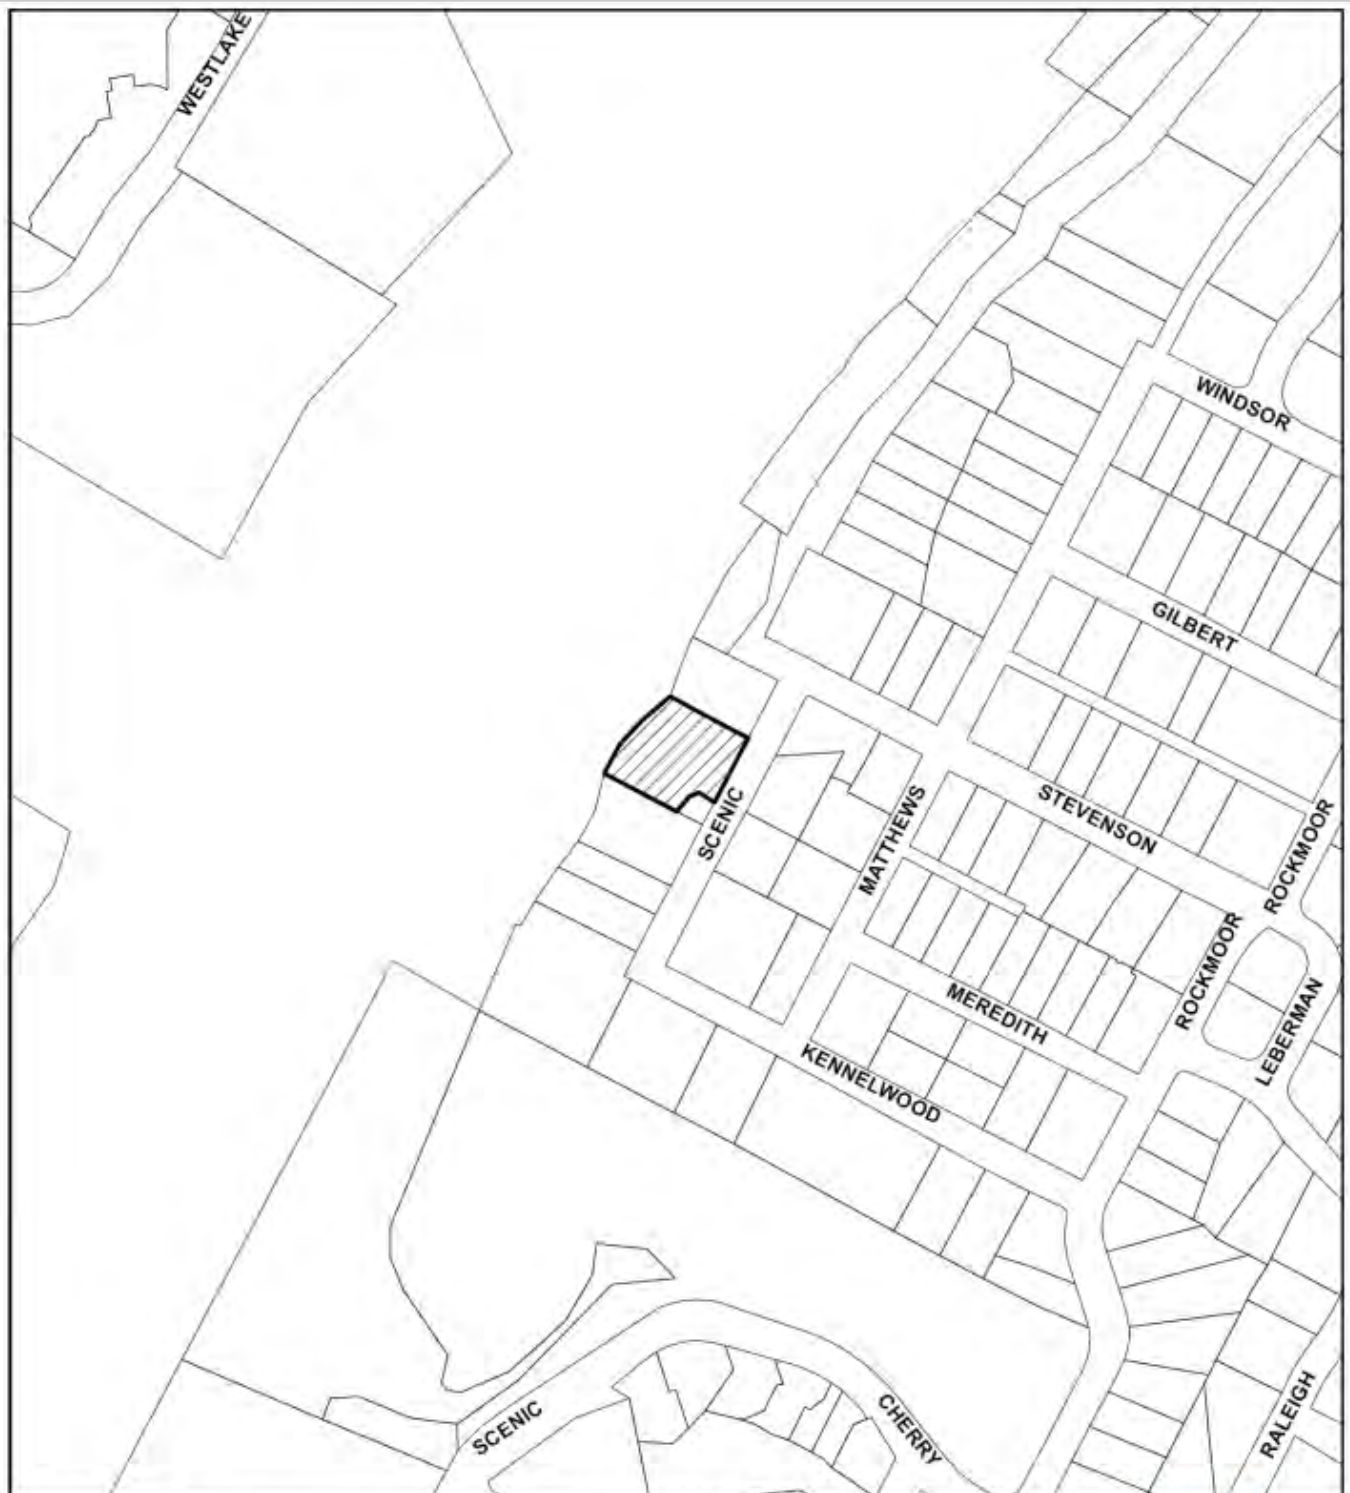 WESTLAKE
WINDSOR
GILBERT
STEVENSON
SCENIC
MATTHEWS
ROCKMOOR
ROCKMOOR
MEREDITH
LEBERMAN
KENNELWOOD
SCENIC
CHERRY
RALEIGH